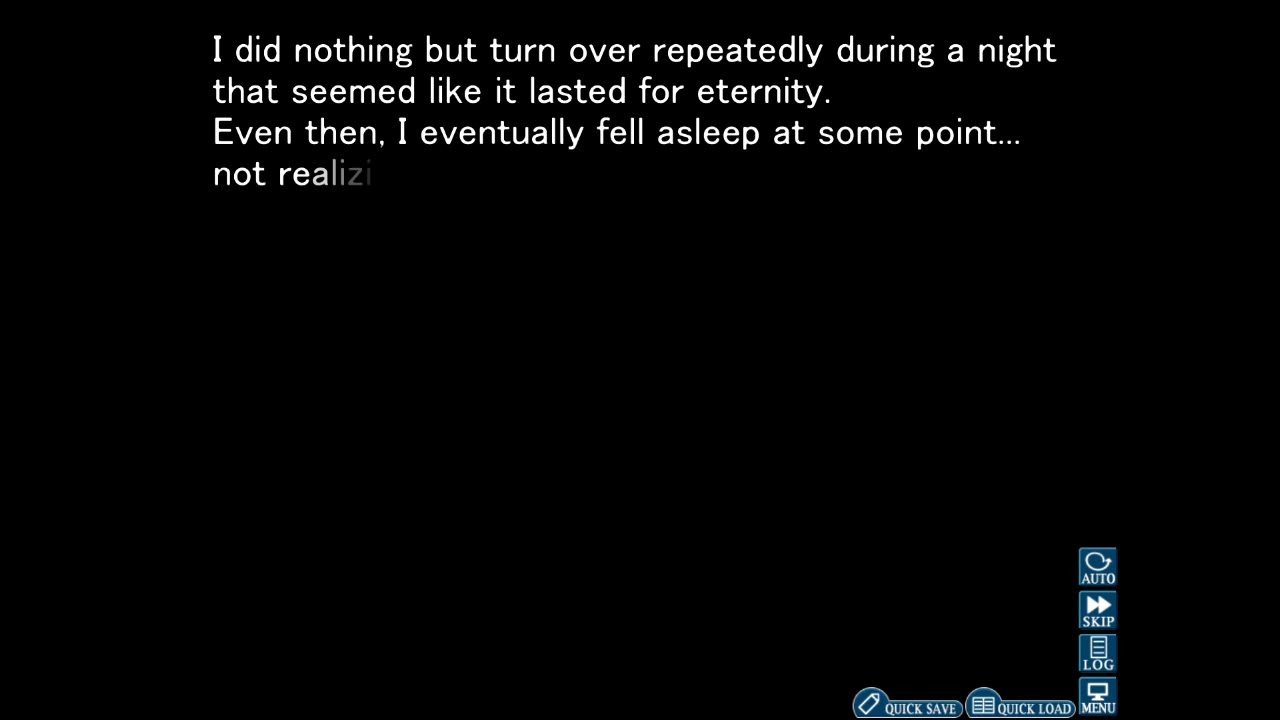 I did nothing but turn over repeatedly during a night
that seemed like it lasted for eternity.
Even then, I eventually fell asleep at some point...
not realizi
AUTO
SKIP
LOG
QUICK SAVE
QUICK LOAD
MENU